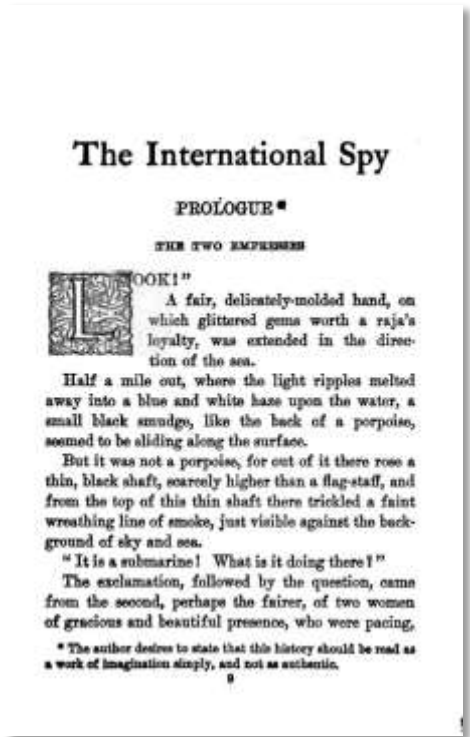 The International Spy
PROLOGUE*
THE TWO EMPRESSES
LOOK!"
A fair, delicately-molded hand, on
which glittered gems worth a raja's
loyalty, was extended in the direc-
tion of the sea.
Half a mile out, where the light ripples melted
away into a blue and white haze upon the water, a
small black smudge, like the back of a porpoise,
seemed to be sliding along the surface.
But it was not a porpoise, for out of it there rose a
thin, black shaft, scarcely higher than a flag-staff, and
from the top of this thin shaft there trickled a faint
wreathing line of smoke, just visible against the back-
ground of sky and sea.
"It is a submarine! What is it doing there?"
The exclamation, followed by the question, came
from the second, perhaps the fairer, of two women
of gracious and beautiful presence, who were pacing,
* The author desires to state that this history should be read as
a work of imagination simply, and not as authentic.
9